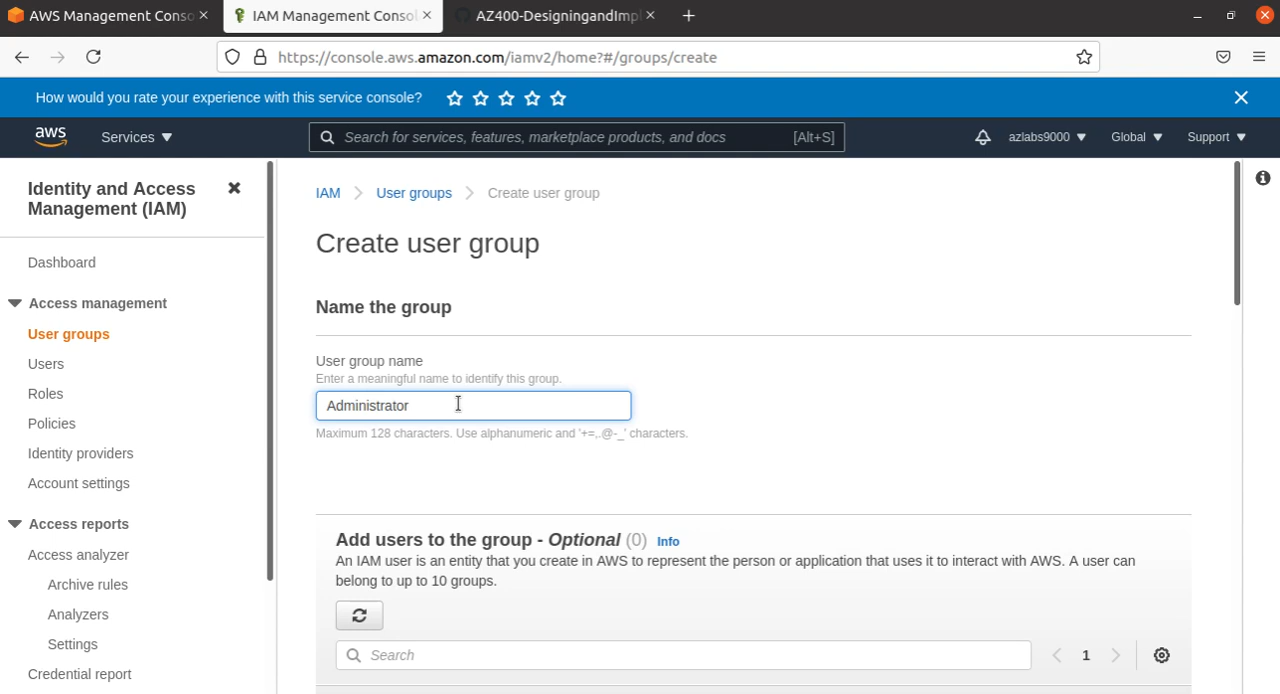 AWS Management Conso
IAM Management Consol
AZ400-DesigningandImpl
https://console.aws.amazon.com/iamv2/home?#/groups/create
How would you rate your experience with this service console?
aws
Services
Search for services, features, marketplace products, and docs
[Alt+S]
azlabs9000
Global
Support
Identity and Access
Management (IAM)
Dashboard
Access management
User groups
Users
Roles
Policies
Identity providers
Account settings
Access reports
Access analyzer
Archive rules
Analyzers
Settings
Credential report
IAM
User groups
Create user group
Create user group
Name the group
User group name
Enter a meaningful name to identify this group.
Administrator
Maximum 128 characters. Use alphanumeric and '+=,.@-_' characters.
Add users to the group - Optional (0) Info
An IAM user is an entity that you create in AWS to represent the person or application that uses it to interact with AWS. A user can
belong to up to 10 groups.
Search
1